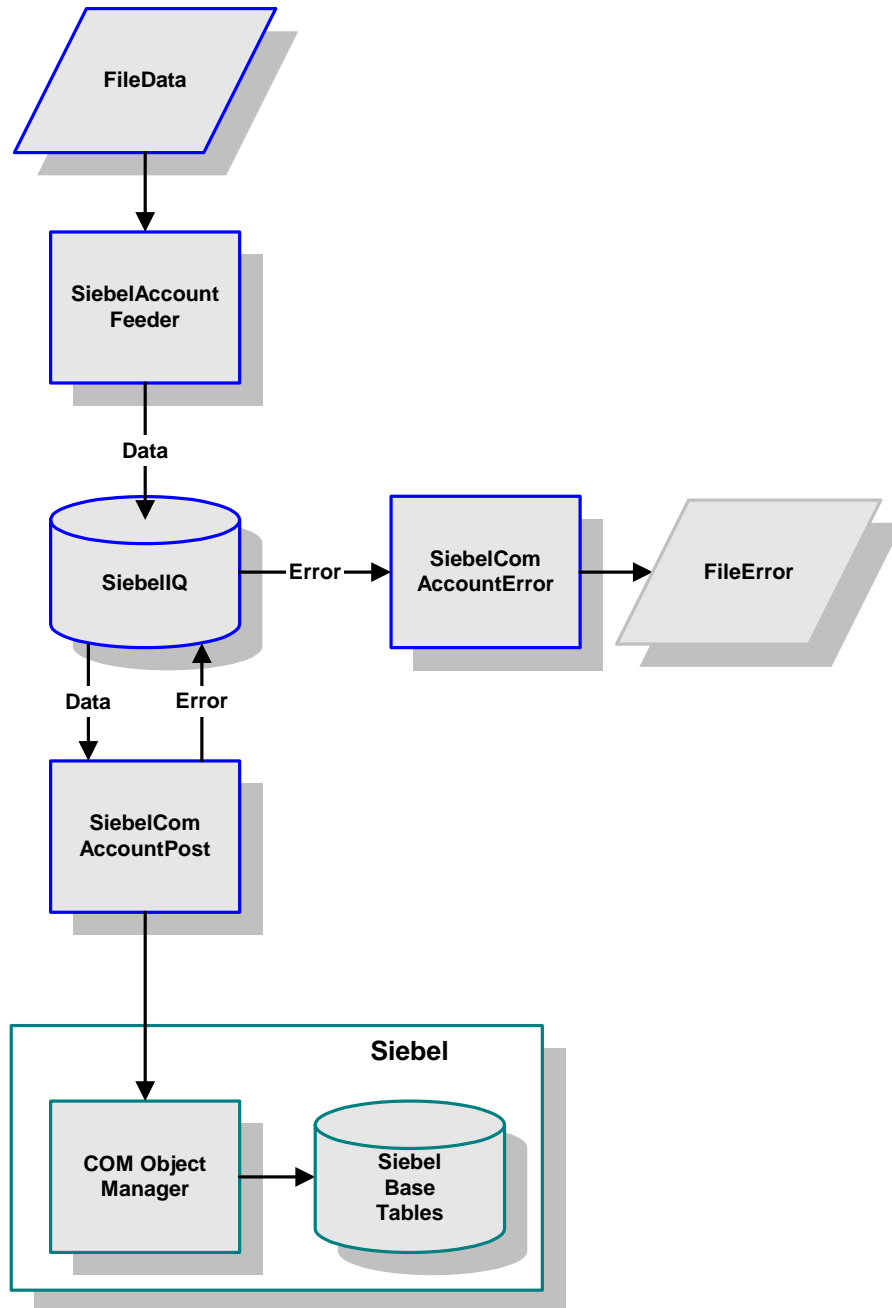 FileData
SiebelAccount
Feeder
Data
SiebelIQ
Error
SiebelCom
AccountError
FileError
Data
Error
SiebelCom
AccountPost
Siebel
COM Object
Manager
Siebel
Base
Tables